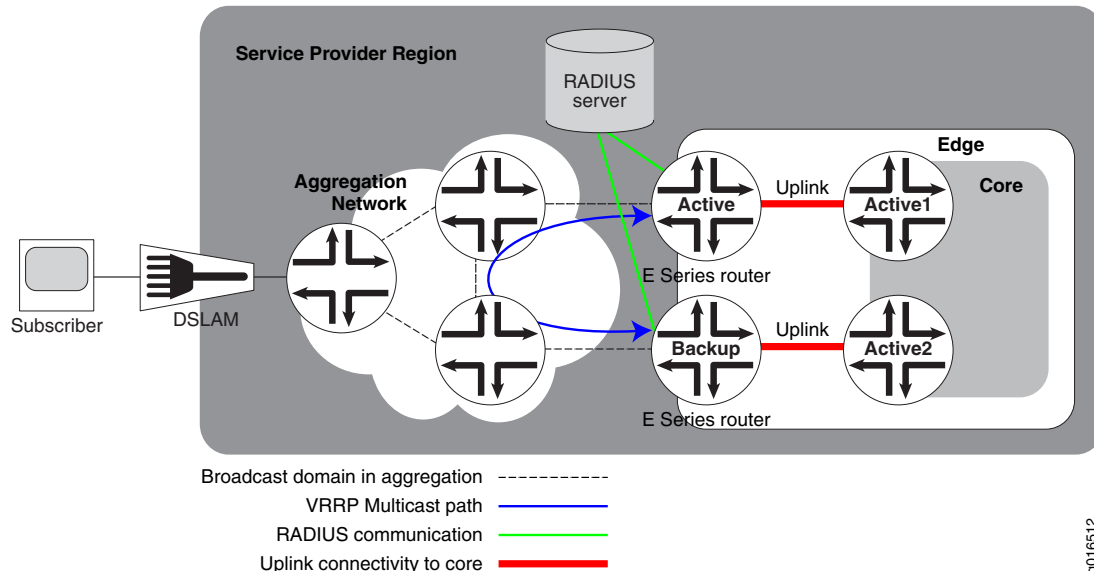 Service Provider Region
RADIUS
server
Edge
Aggregation
Network
Core
Active
Uplink
Active1
E Series router
Subscriber
DSLAM
Backup
Uplink
Active2
E Series router
Broadcast domain in aggregation
VRRP Multicast path
RADIUS communication
Uplink connectivity to core
g016512